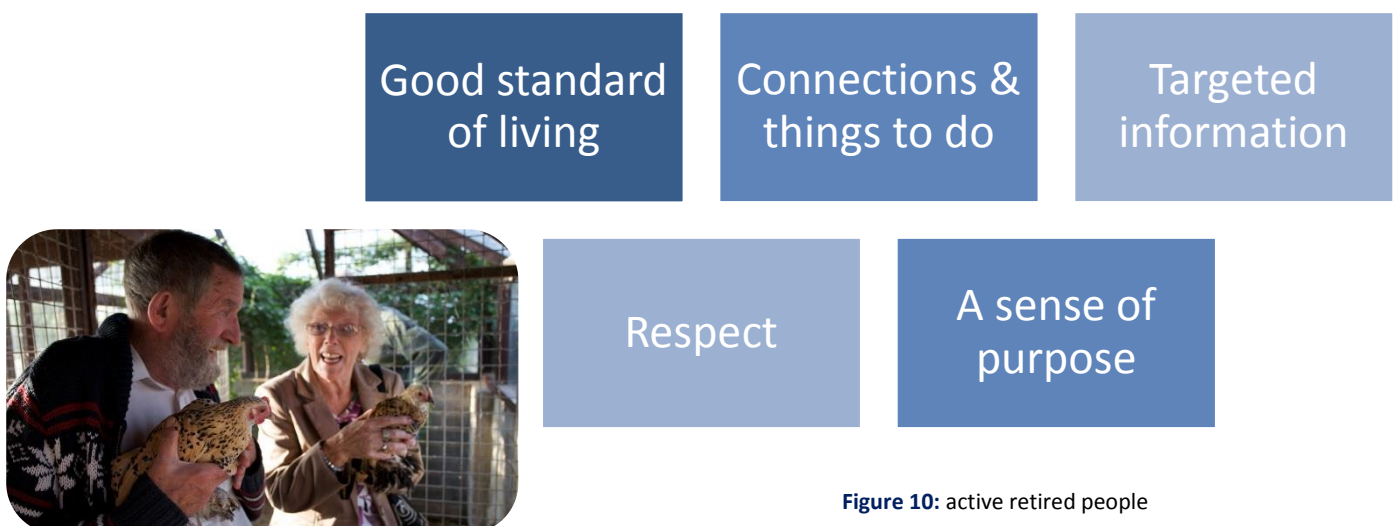 Good standard
of living
Connections &
things to do
Targeted
information
Respect
A sense of
purpose
Figure 10: active retired people